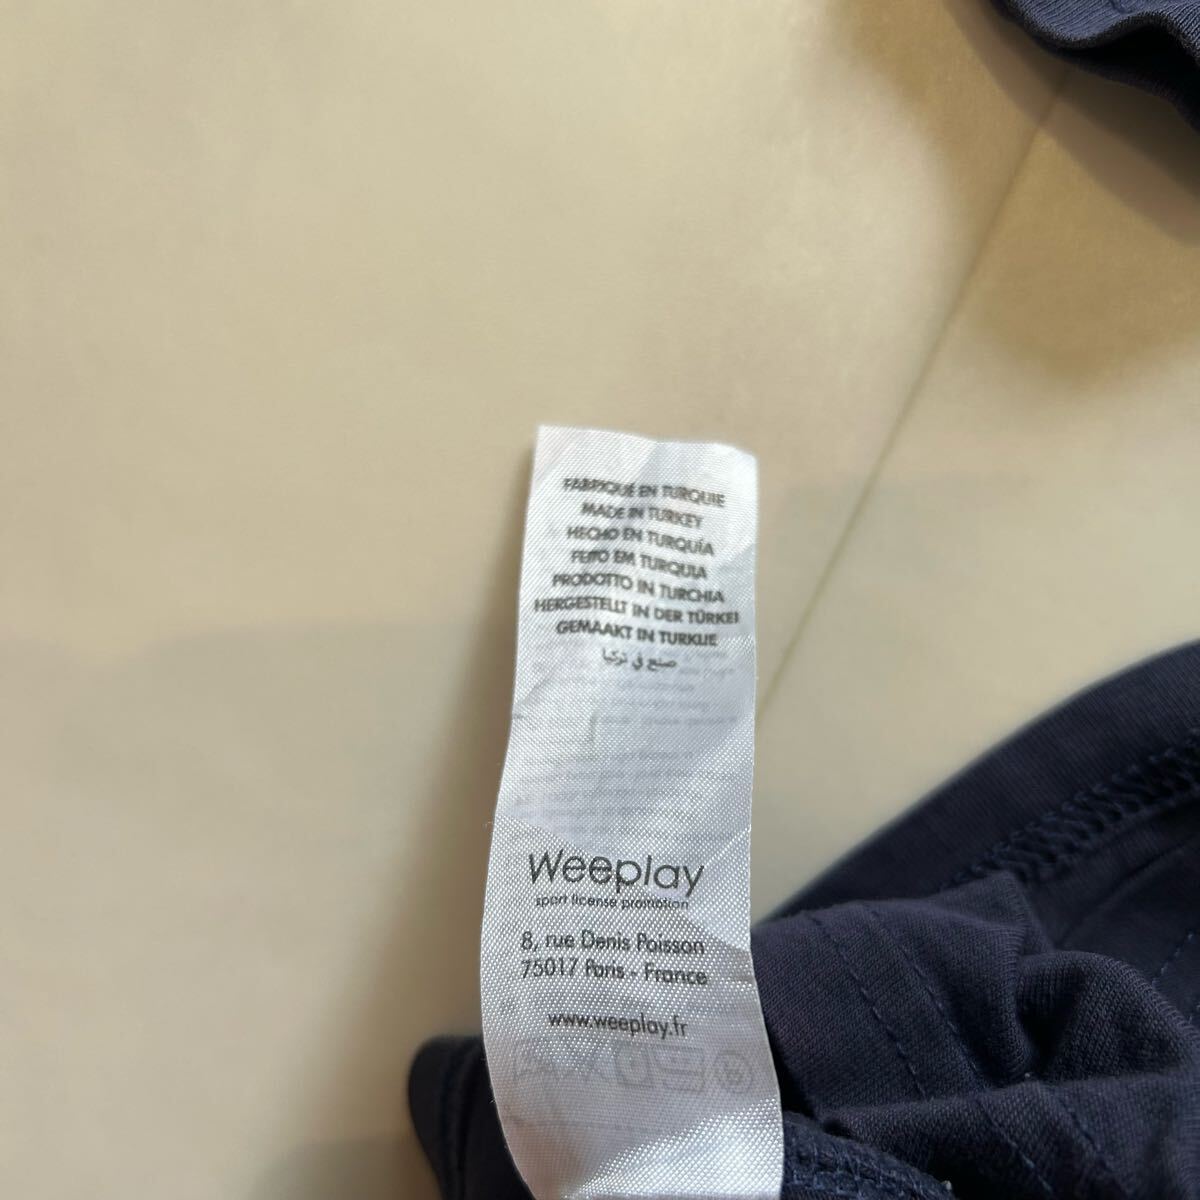 FABRIQUÉ EN TURQUIE
MADE IN TURKEY
HECHO EN TURQUÍA
FEITO EM TURQUIA
PRODOTTO IN TURCHIA
HERGESTELLT IN DER TÜRKEI
GEMAAKT IN TURKIJE
صنع في تركيا
weeplay
sport license promotion
8, rue Denis Poisson
75017 Paris - France
www.weeplay.fr